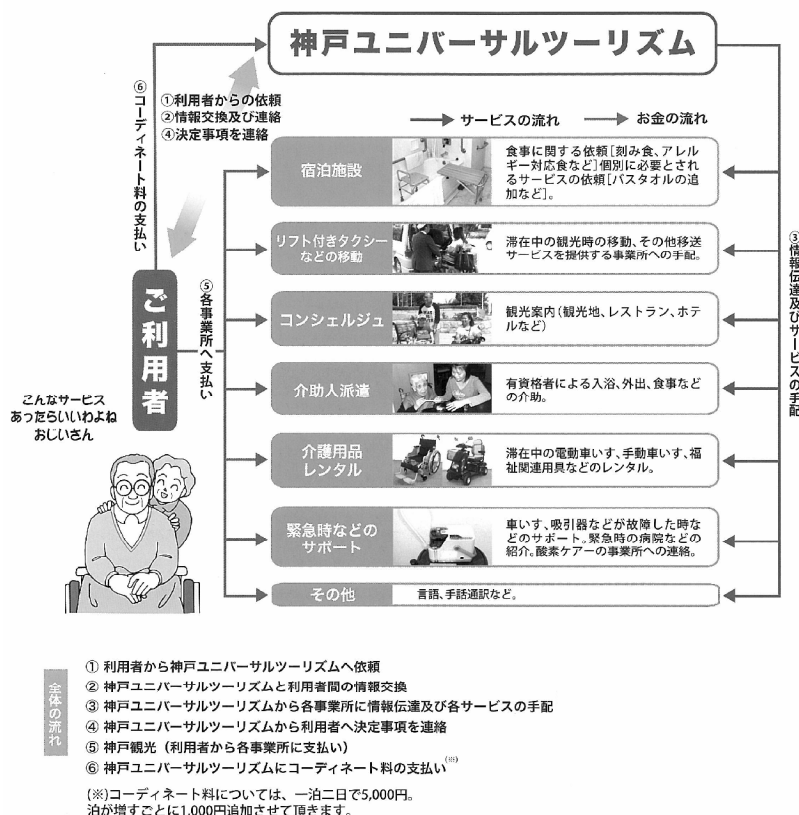 神戸ユニバーサルツーリズム
①利用者からの依頼
②情報交換及び連絡
④決定事項を連絡
サービスの流れ
お金の流れ
⑥コーディネート料の支払い
宿泊施設
食事に関する依頼[刻み食、アレル
ギー対応食など]個別に必要とされ
るサービスの依頼[バスタオルの追
加など]。
リフト付きタクシー
などの移動
滞在中の観光時の移動、その他移送
サービスを提供する事業所への手配。
コンシェルジュ
観光案内(観光地、レストラン、ホテ
ルなど)
介助人派遣
有資格者による入浴、外出、食事など
の介助。
介護用品
レンタル
滞在中の電動車いす、手動車いす、福
祉関連用具などのレンタル。
緊急時などの
サポート
車いす、吸引器などが故障した時な
どのサポート。緊急時の病院などの
紹介。酸素ケアーの事業所への連絡。
その他
言語、手話通訳など。
③情報伝達及びサービスの手配
⑤各事業所へ支払い
ご利用者
こんなサービス
あったらいいわよね
おじいさん
全体の流れ
① 利用者から神戸ユニバーサルツーリズムへ依頼
② 神戸ユニバーサルツーリズムと利用者間の情報交換
③ 神戸ユニバーサルツーリズムから各事業所に情報伝達及び各サービスの手配
④ 神戸ユニバーサルツーリズムから利用者へ決定事項を連絡
⑤ 神戸観光（利用者から各事業所に支払い）
⑥ 神戸ユニバーサルツーリズムにコーディネート料の支払い(※)
(※)コーディネート料については、一泊二日で5,000円。
泊が増すごとに1,000円追加させて頂きます。